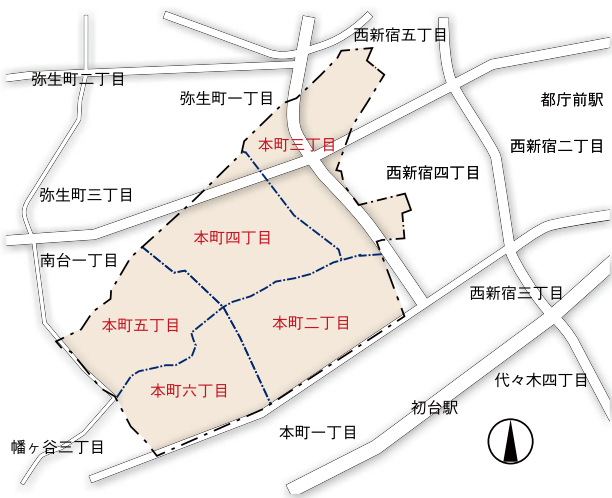 西新宿五丁目
弥生町二丁目
弥生町一丁目
都庁前駅
本町三丁目
西新宿二丁目
西新宿四丁目
弥生町三丁目
本町四丁目
南台一丁目
西新宿三丁目
本町五丁目
本町二丁目
代々木四丁目
本町六丁目
初台駅
本町一丁目
幡ヶ谷三丁目